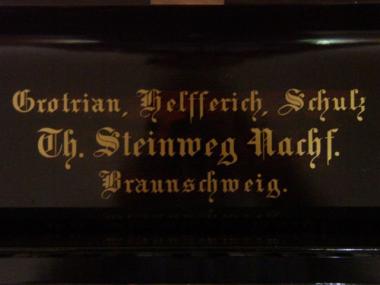 Grotrian, Helfferich, Schulz
Th. Steinweg Nachf.
Braunschweig.